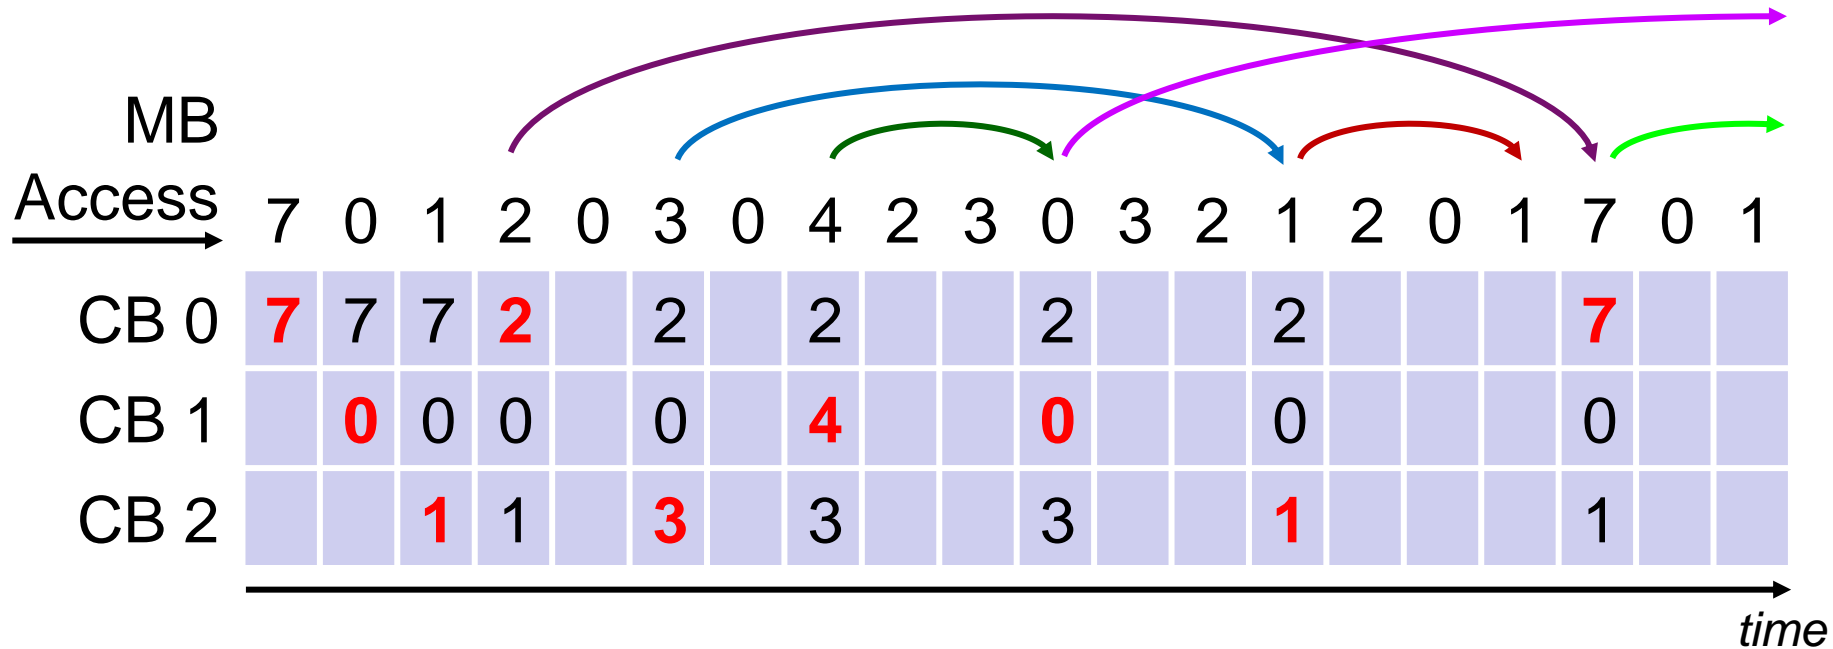 MB
Access 7 0 1 2 0 3 0 4 2 3 0 3 2 1 2 0 1 7 0 1
CB 0 7 7 7 2 2 2 2 2 7
CB 1 0 0 0 0 4 0 0 0
CB 2 1 1 3 3 3 1 1
time